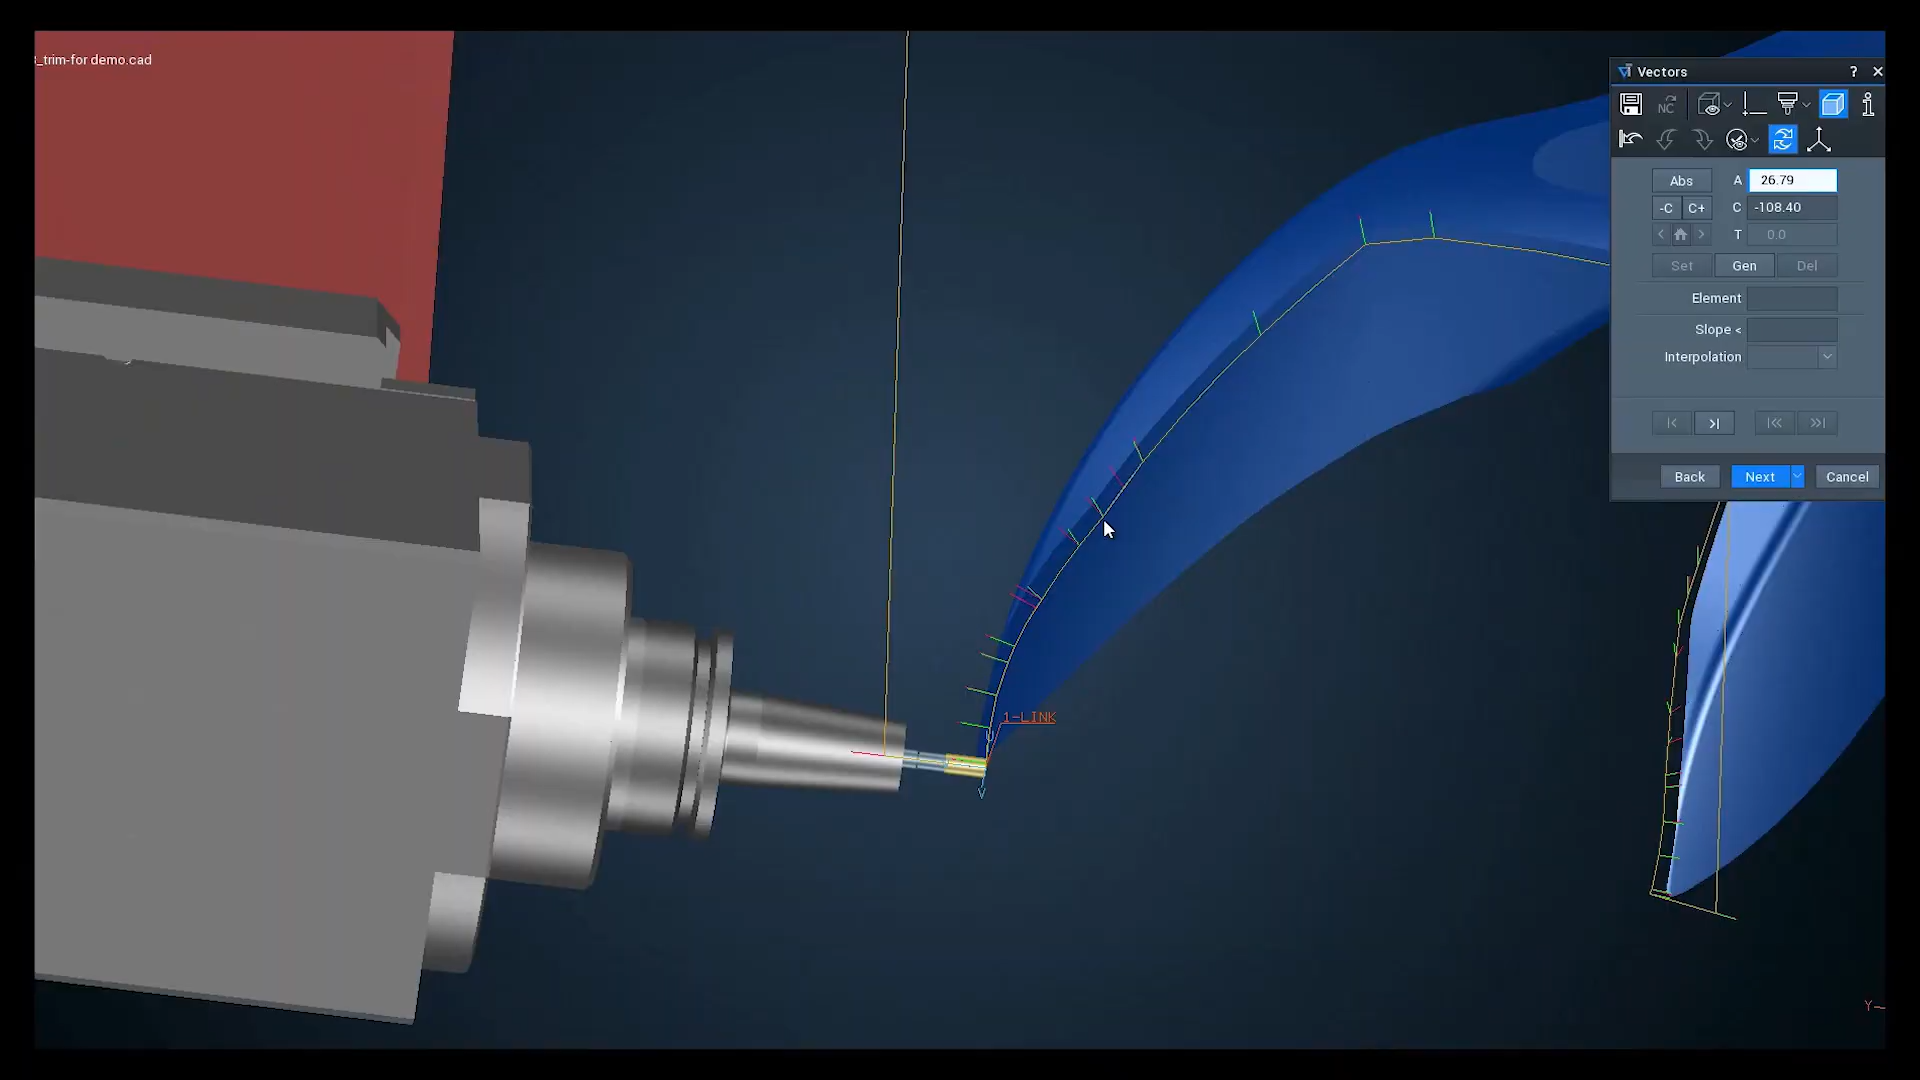 _trim-for demo.cad
Vectors ? ×
NC
Abs A 26.79
-C C+ C -108.40
< > T 0.0
Set Gen Del
Element
Slope <
Interpolation
Back Next Cancel
1-LINK
U
V
Y